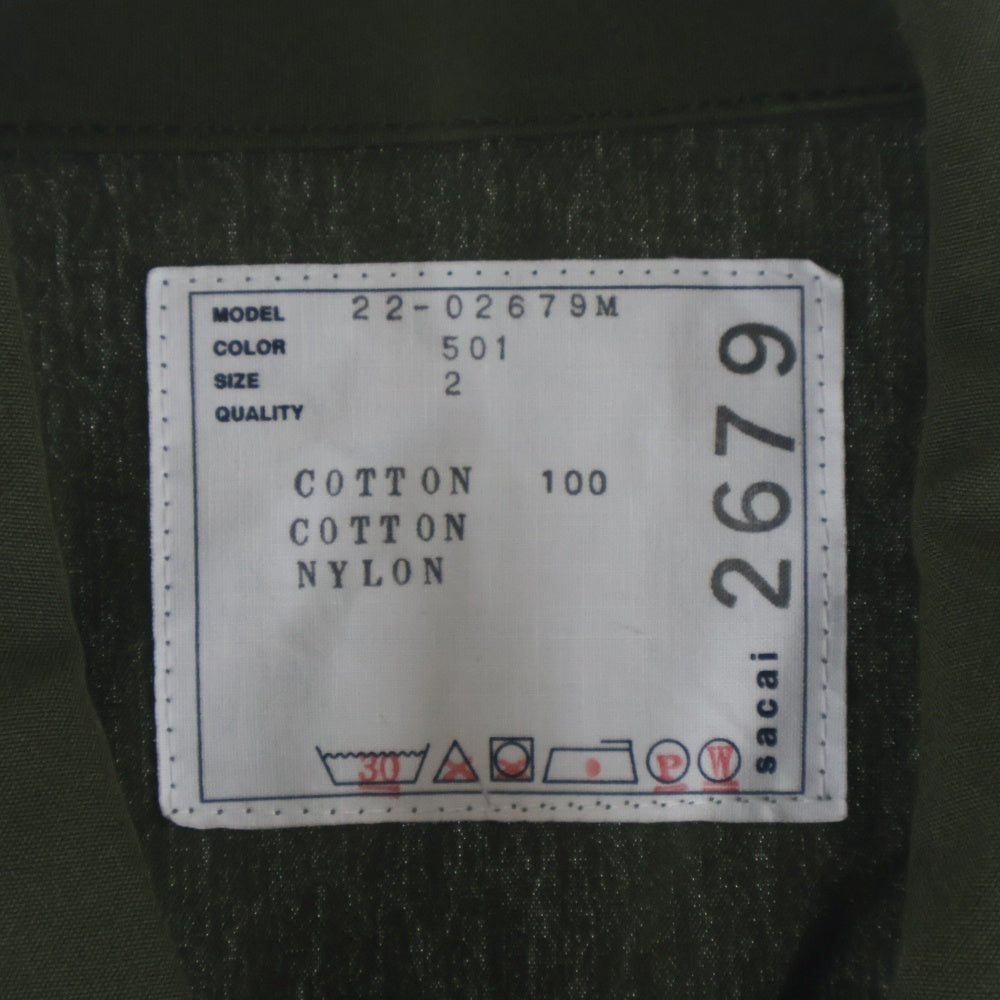 MODEL 22-02679M
COLOR 501
SIZE 2
QUALITY
COTTON 100
COTTON
NYLON
30 P W
sacai 2679